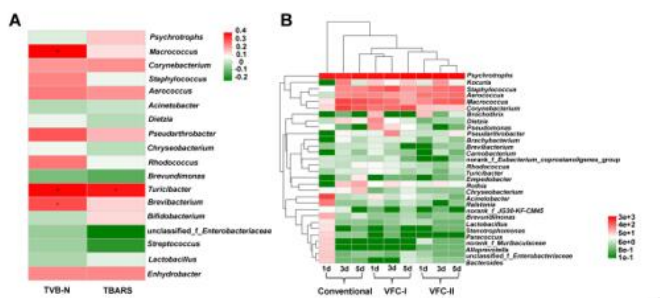 A
Psychrotrophs
Macrococcus
Corynebacterium
Staphylococcus
Aerococcus
Acinetobacter
Dietzia
Pseudarthrobacter
Chryseobacterium
Rhodococcus
Brevundimonas
Turicibacter
Brevibacterium
Bifidobacterium
unclassified_f_Enterobacteriaceae
Streptococcus
Lactobacillus
Enhydrobacter
TVB-N TBARS
0.4
0.3
0.2
0.1
0
-0.1
-0.2
B
Psychrotrophs
Kocuria
Staphylococcus
Aerococcus
Macrococcus
Corynebacterium
Brochothrix
Dietzia
Pseudomonas
Pseudarthrobacter
Brachybacterium
Brevibacterium
Carnobacterium
norank_f_Eubacterium_coprostanoligenes_group
Rhodococcus
Turicibacter
Empedobacter
Rothia
Chryseobacterium
Acinetobacter
Ralstonia
norank_f_JG30-KF-CM45
Brevundimonas
Lactobacillus
Stenotrophomonas
Paracoccus
norank_f_Muribaculaceae
Alloprevotella
unclassified_f_Enterobacteriaceae
Bacteroides
1d 3d 5d 1d 3d 5d 1d 3d 5d
Conventional VFC-I VFC-II
3e+3
4e+2
5e+1
6e+0
8e-1
1e-1